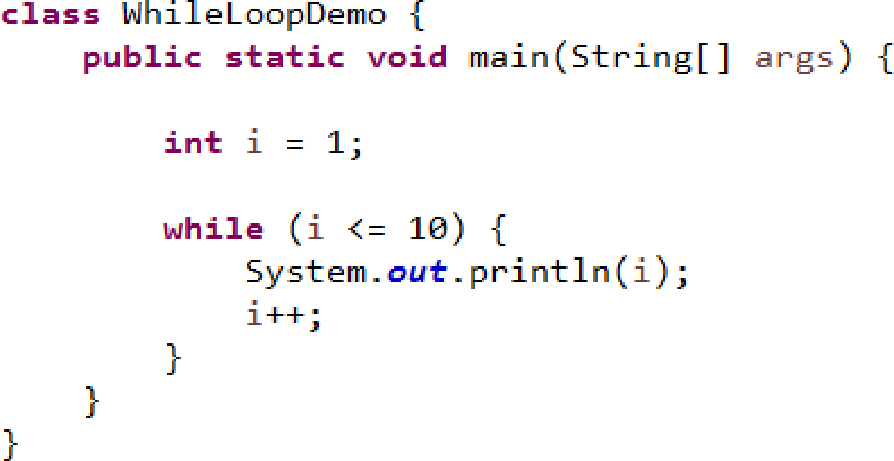 class WhileLoopDemo {
    public static void main(String[] args) {
        int i = 1;
        while (i <= 10) {
            System.out.println(i);
            i++;
        }
    }
}